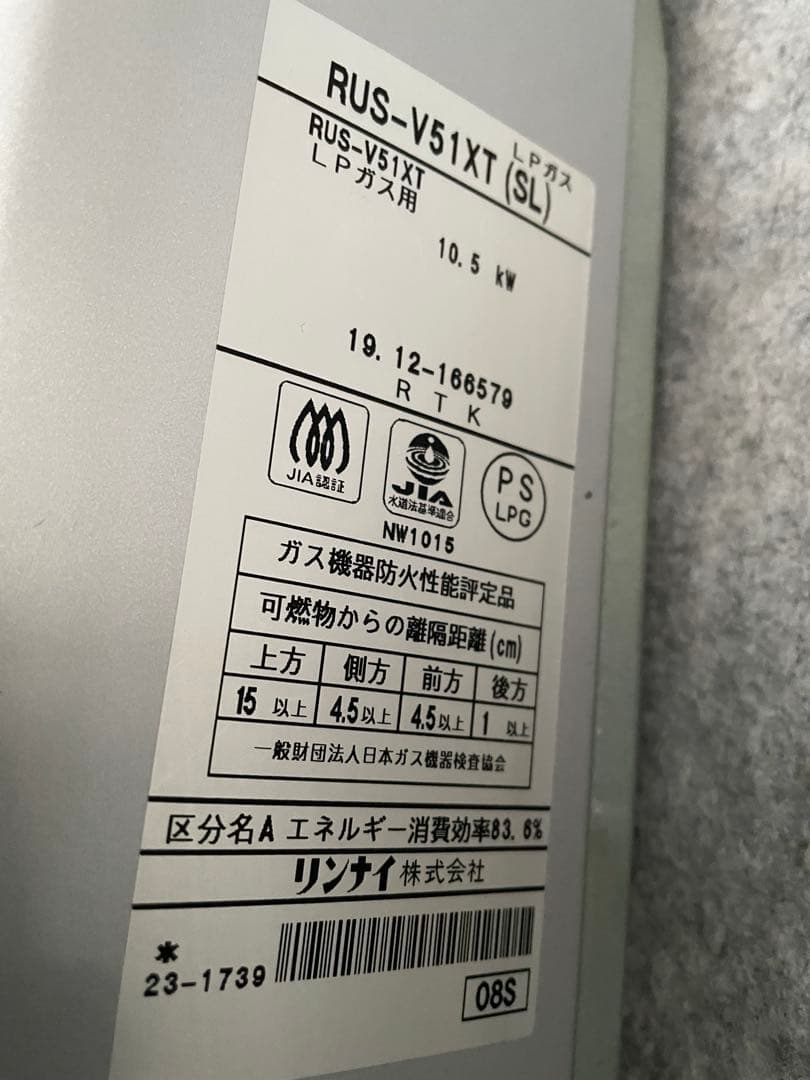 LPガス
RUS-V51XT(SL)
RUS-V51XT
LPガス用
10.5 kW
19.12-166579
RTK
JIA認証
JIA
水道法基準適合
NW1015
PS
LPG
ガス機器防火性能評定品
可燃物からの離隔距離(cm)
上方 側方 前方 後方
15 以上 4.5以上 4.5以上 1 以上
一般財団法人日本ガス機器検査協会
区分名A エネルギー消費効率83.6%
リンナイ株式会社
水
23-1739
08S